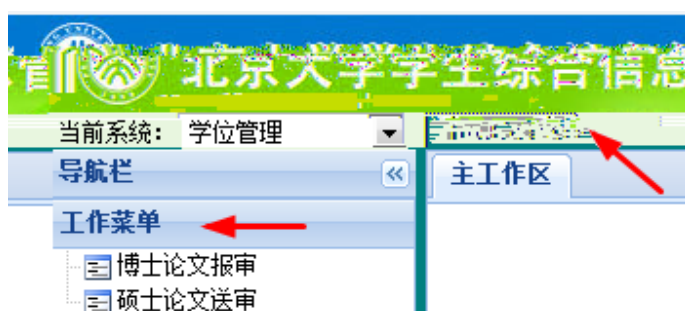 北京大学学生综合信息
当前系统： 学位管理
导航栏
主工作区
工作菜单
博士论文报审
硕士论文送审